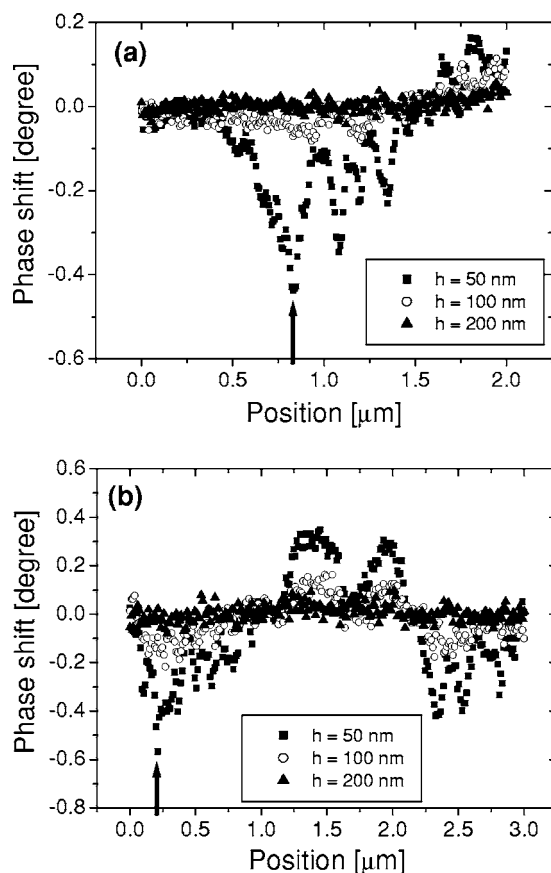 (a)
Phase shift [degree]
0.2
0.0
-0.2
-0.4
-0.6
h = 50 nm
h = 100 nm
h = 200 nm
0.0 0.5 1.0 1.5 2.0
Position [μm]
(b)
Phase shift [degree]
0.6
0.4
0.2
0.0
-0.2
-0.4
-0.6
-0.8
h = 50 nm
h = 100 nm
h = 200 nm
0.0 0.5 1.0 1.5 2.0 2.5 3.0
Position [μm]